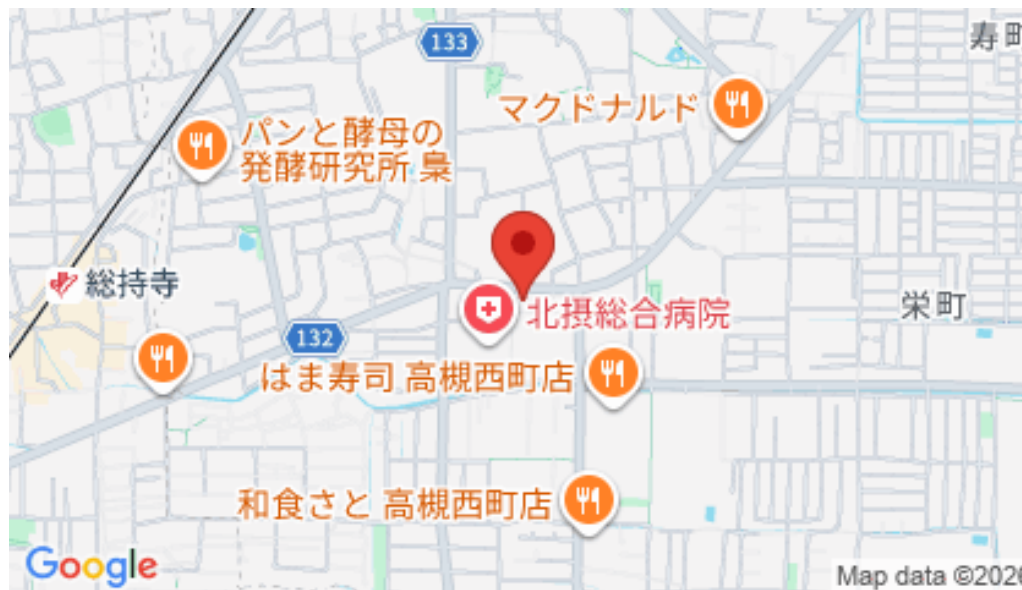 133
寿町
マクドナルド
パンと酵母の
発酵研究所 梟
総持寺
北摂総合病院
栄町
132
はま寿司 高槻西町店
和食さと 高槻西町店
Google
Map data ©2026